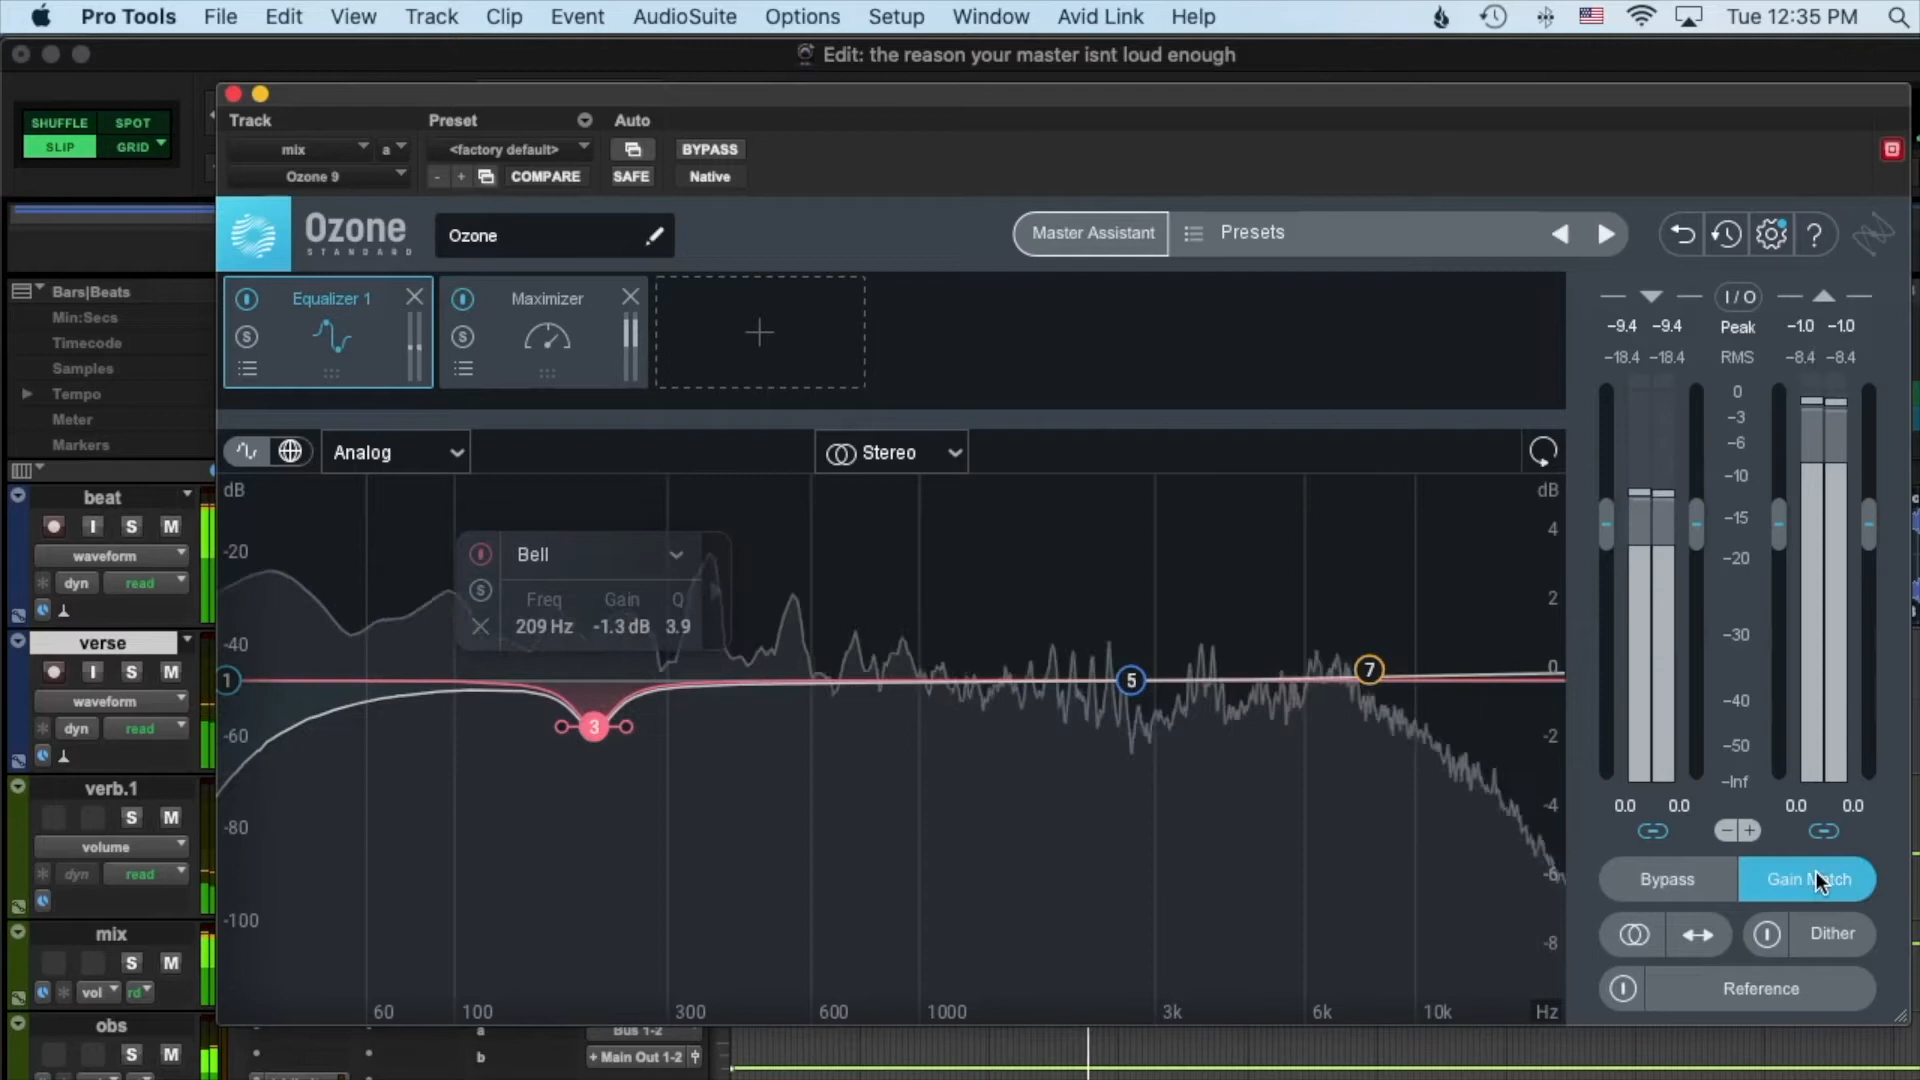 Pro Tools File Edit View Track Clip Event AudioSuite Options Setup Window Avid Link Help Tue 12:35 PM
Edit: the reason your master isnt loud enough
SHUFFLE SPOT
SLIP GRID
Track Preset Auto
mix a <factory default> BYPASS
Ozone 9 - + COMPARE SAFE Native
Ozone
STANDARD
Ozone
Master Assistant Presets ?
Equalizer 1
S
Maximizer
S
+
I/O
-9.4 -9.4 Peak -1.0 -1.0
-18.4 -18.4 RMS -8.4 -8.4
0
-3
-6
-10
-15
-20
-30
-40
-50
-Inf
0.0 0.0 0.0 0.0
- +
Bypass Gain Match
Dither
Reference
Bars|Beats
Min:Secs
Timecode
Samples
Tempo
Meter
Markers
Analog Stereo
dB dB
-20
-40
-60
-80
-100
4
2
0
-2
-4
-6
-8
Bell
S
Freq Gain Q
209 Hz -1.3 dB 3.9
1 3 5 7
60 100 300 600 1000 3k 6k 10k Hz
beat
I S M
waveform
dyn read
verse
I S M
waveform
dyn read
verb.1
S M
volume
dyn read
mix
S M
vol rd
obs
S M
a Bus 1-2
b + Main Out 1-2